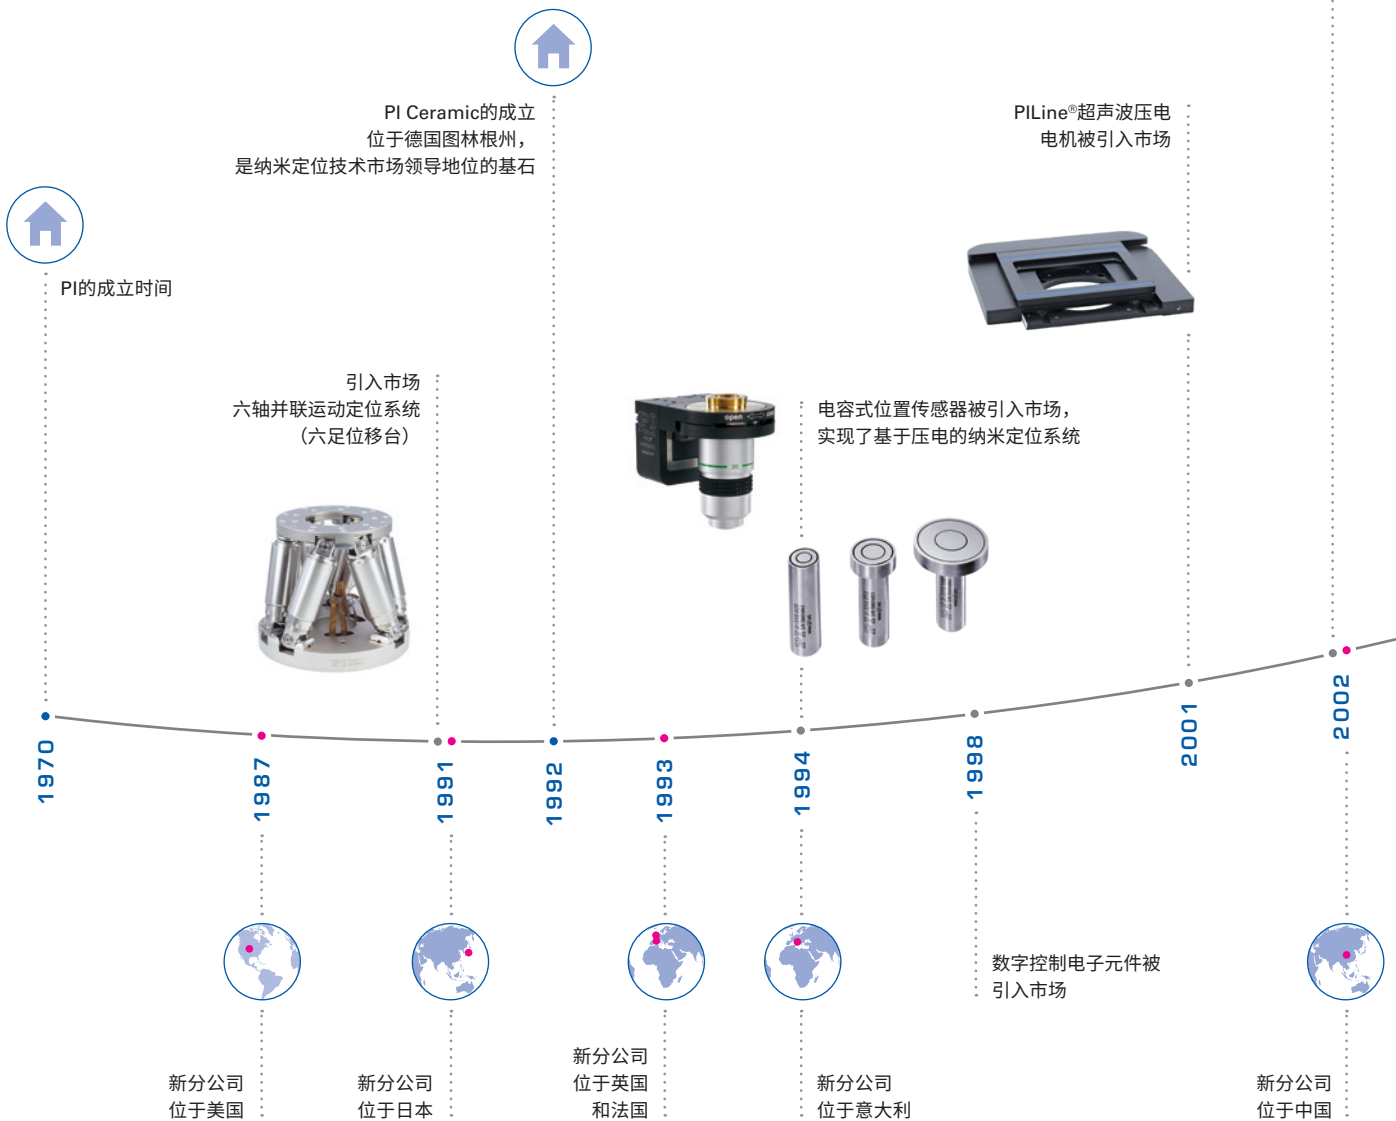 PI Ceramic的成立
位于德国图林根州，
是纳米定位技术市场领导地位的基石
PILine®超声波压电
电机被引入市场
PI的成立时间
引入市场
六轴并联运动定位系统
（六足位移台）
open
20
电容式位置传感器被引入市场，
实现了基于压电的纳米定位系统
1970
1987
1991
1992
1993
1994
1998
2001
2002
数字控制电子元件被
引入市场
新分公司
位于美国
新分公司
位于日本
新分公司
位于英国
和法国
新分公司
位于意大利
新分公司
位于中国